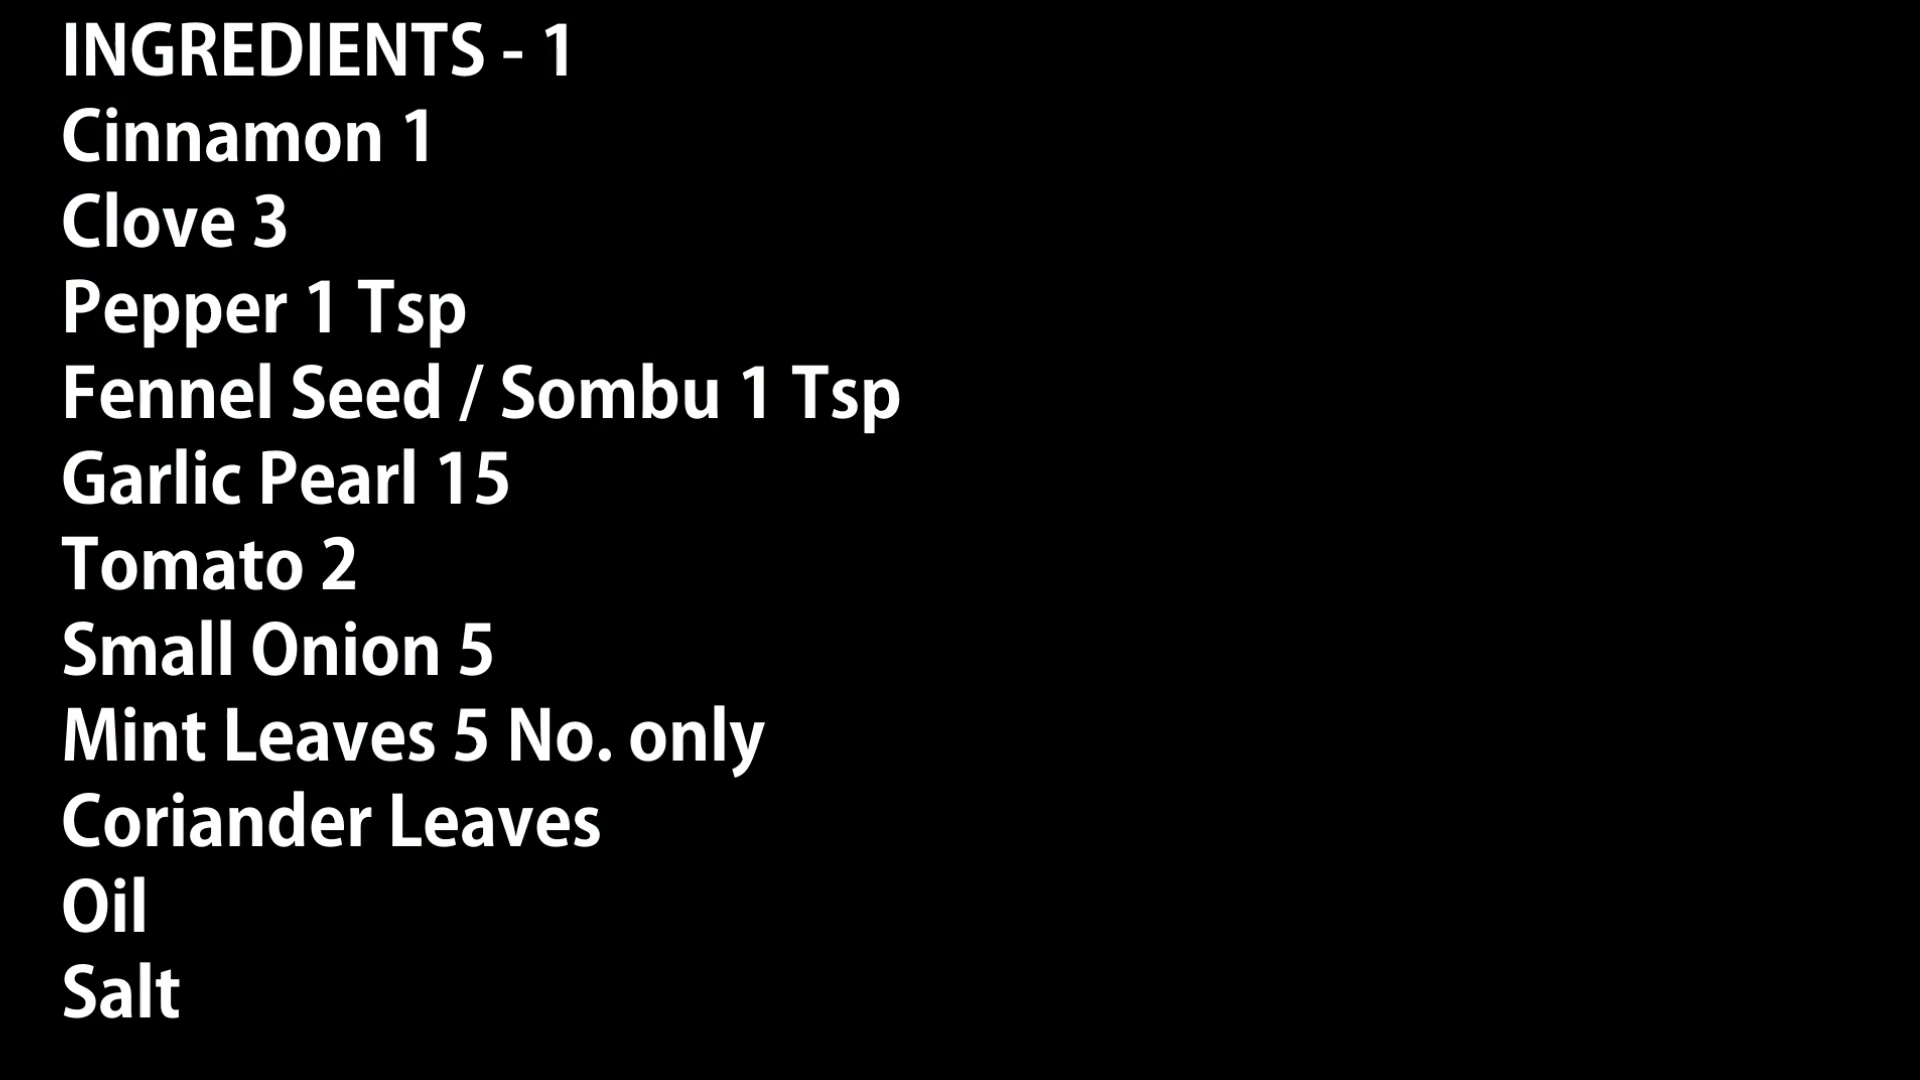 INGREDIENTS - 1
Cinnamon 1
Clove 3
Pepper 1 Tsp
Fennel Seed / Sombu 1 Tsp
Garlic Pearl 15
Tomato 2
Small Onion 5
Mint Leaves 5 No. only
Coriander Leaves
Oil
Salt